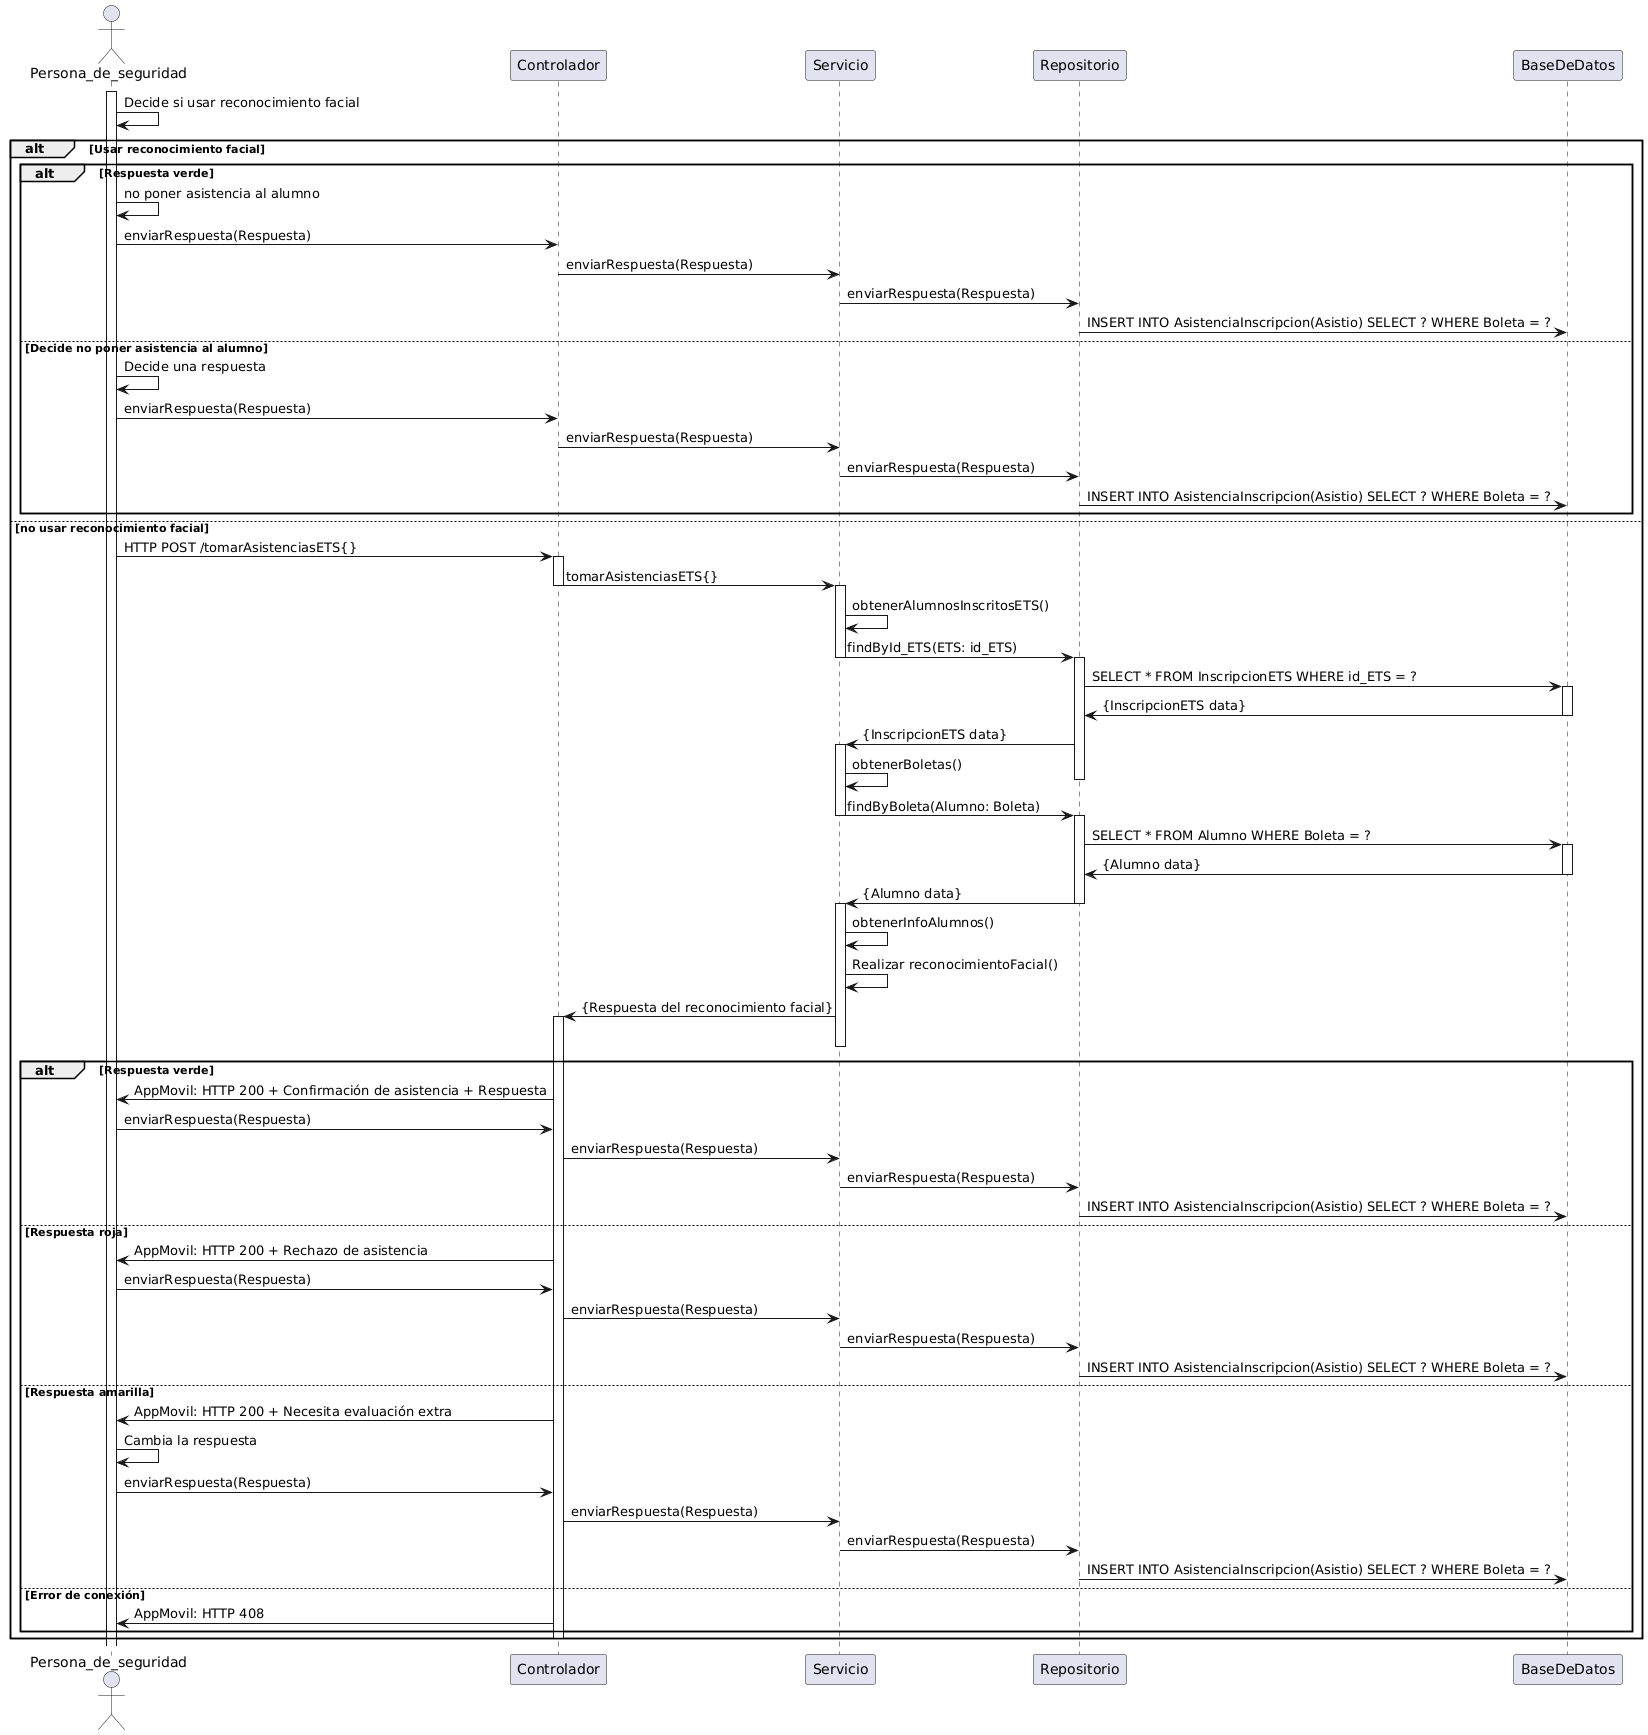 Persona_de_seguridad
Controlador
Servicio
Repositorio
BaseDeDatos
Decide si usar reconocimiento facial
alt [Usar reconocimiento facial]
alt [Respuesta verde]
no poner asistencia al alumno
enviarRespuesta(Respuesta)
enviarRespuesta(Respuesta)
enviarRespuesta(Respuesta)
INSERT INTO AsistenciaInscripcion(Asistio) SELECT ? WHERE Boleta = ?
[Decide no poner asistencia al alumno]
Decide una respuesta
enviarRespuesta(Respuesta)
enviarRespuesta(Respuesta)
enviarRespuesta(Respuesta)
INSERT INTO AsistenciaInscripcion(Asistio) SELECT ? WHERE Boleta = ?
[no usar reconocimiento facial]
HTTP POST /tomarAsistenciasETS{}
tomarAsistenciasETS{}
obtenerAlumnosInscritosETS()
findById_ETS(ETS: id_ETS)
SELECT * FROM InscripcionETS WHERE id_ETS = ?
{InscripcionETS data}
{InscripcionETS data}
obtenerBoletas()
findByBoleta(Alumno: Boleta)
SELECT * FROM Alumno WHERE Boleta = ?
{Alumno data}
{Alumno data}
obtenerInfoAlumnos()
Realizar reconocimientoFacial()
{Respuesta del reconocimiento facial}
alt [Respuesta verde]
AppMovil: HTTP 200 + Confirmación de asistencia + Respuesta
enviarRespuesta(Respuesta)
enviarRespuesta(Respuesta)
enviarRespuesta(Respuesta)
INSERT INTO AsistenciaInscripcion(Asistio) SELECT ? WHERE Boleta = ?
[Respuesta roja]
AppMovil: HTTP 200 + Rechazo de asistencia
enviarRespuesta(Respuesta)
enviarRespuesta(Respuesta)
enviarRespuesta(Respuesta)
INSERT INTO AsistenciaInscripcion(Asistio) SELECT ? WHERE Boleta = ?
[Respuesta amarilla]
AppMovil: HTTP 200 + Necesita evaluación extra
Cambia la respuesta
enviarRespuesta(Respuesta)
enviarRespuesta(Respuesta)
enviarRespuesta(Respuesta)
INSERT INTO AsistenciaInscripcion(Asistio) SELECT ? WHERE Boleta = ?
[Error de conexión]
AppMovil: HTTP 408
Persona_de_seguridad
Controlador
Servicio
Repositorio
BaseDeDatos